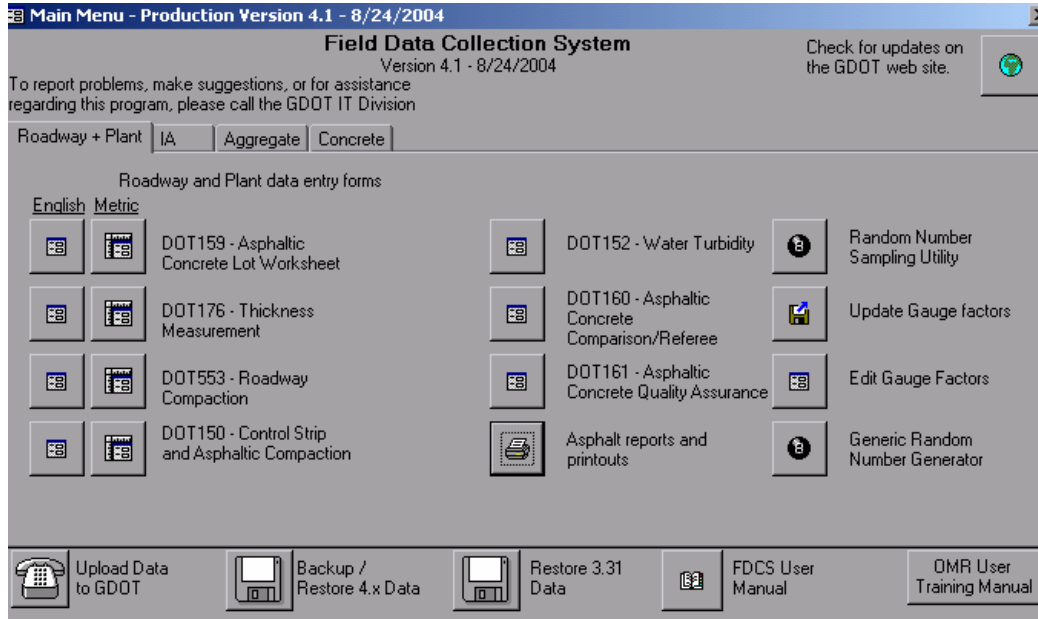 Main Menu - Production Version 4.1 - 8/24/2004
Field Data Collection System
Version 4.1 - 8/24/2004
Check for updates on
the GDOT web site.
To report problems, make suggestions, or for assistance
regarding this program, please call the GDOT IT Division
Roadway + Plant IA Aggregate Concrete
Roadway and Plant data entry forms
English Metric
DOT159 - Asphaltic
Concrete Lot Worksheet
DOT176 - Thickness
Measurement
DOT553 - Roadway
Compaction
DOT150 - Control Strip
and Asphaltic Compaction
DOT152 - Water Turbidity
DOT160 - Asphaltic
Concrete
Comparison/Referee
DOT161 - Asphaltic
Concrete Quality Assurance
Asphalt reports and
printouts
Random Number
Sampling Utility
Update Gauge factors
Edit Gauge Factors
Generic Random
Number Generator
Upload Data
to GDOT
Backup /
Restore 4.x Data
Restore 3.31
Data
FDCS User
Manual
OMR User
Training Manual